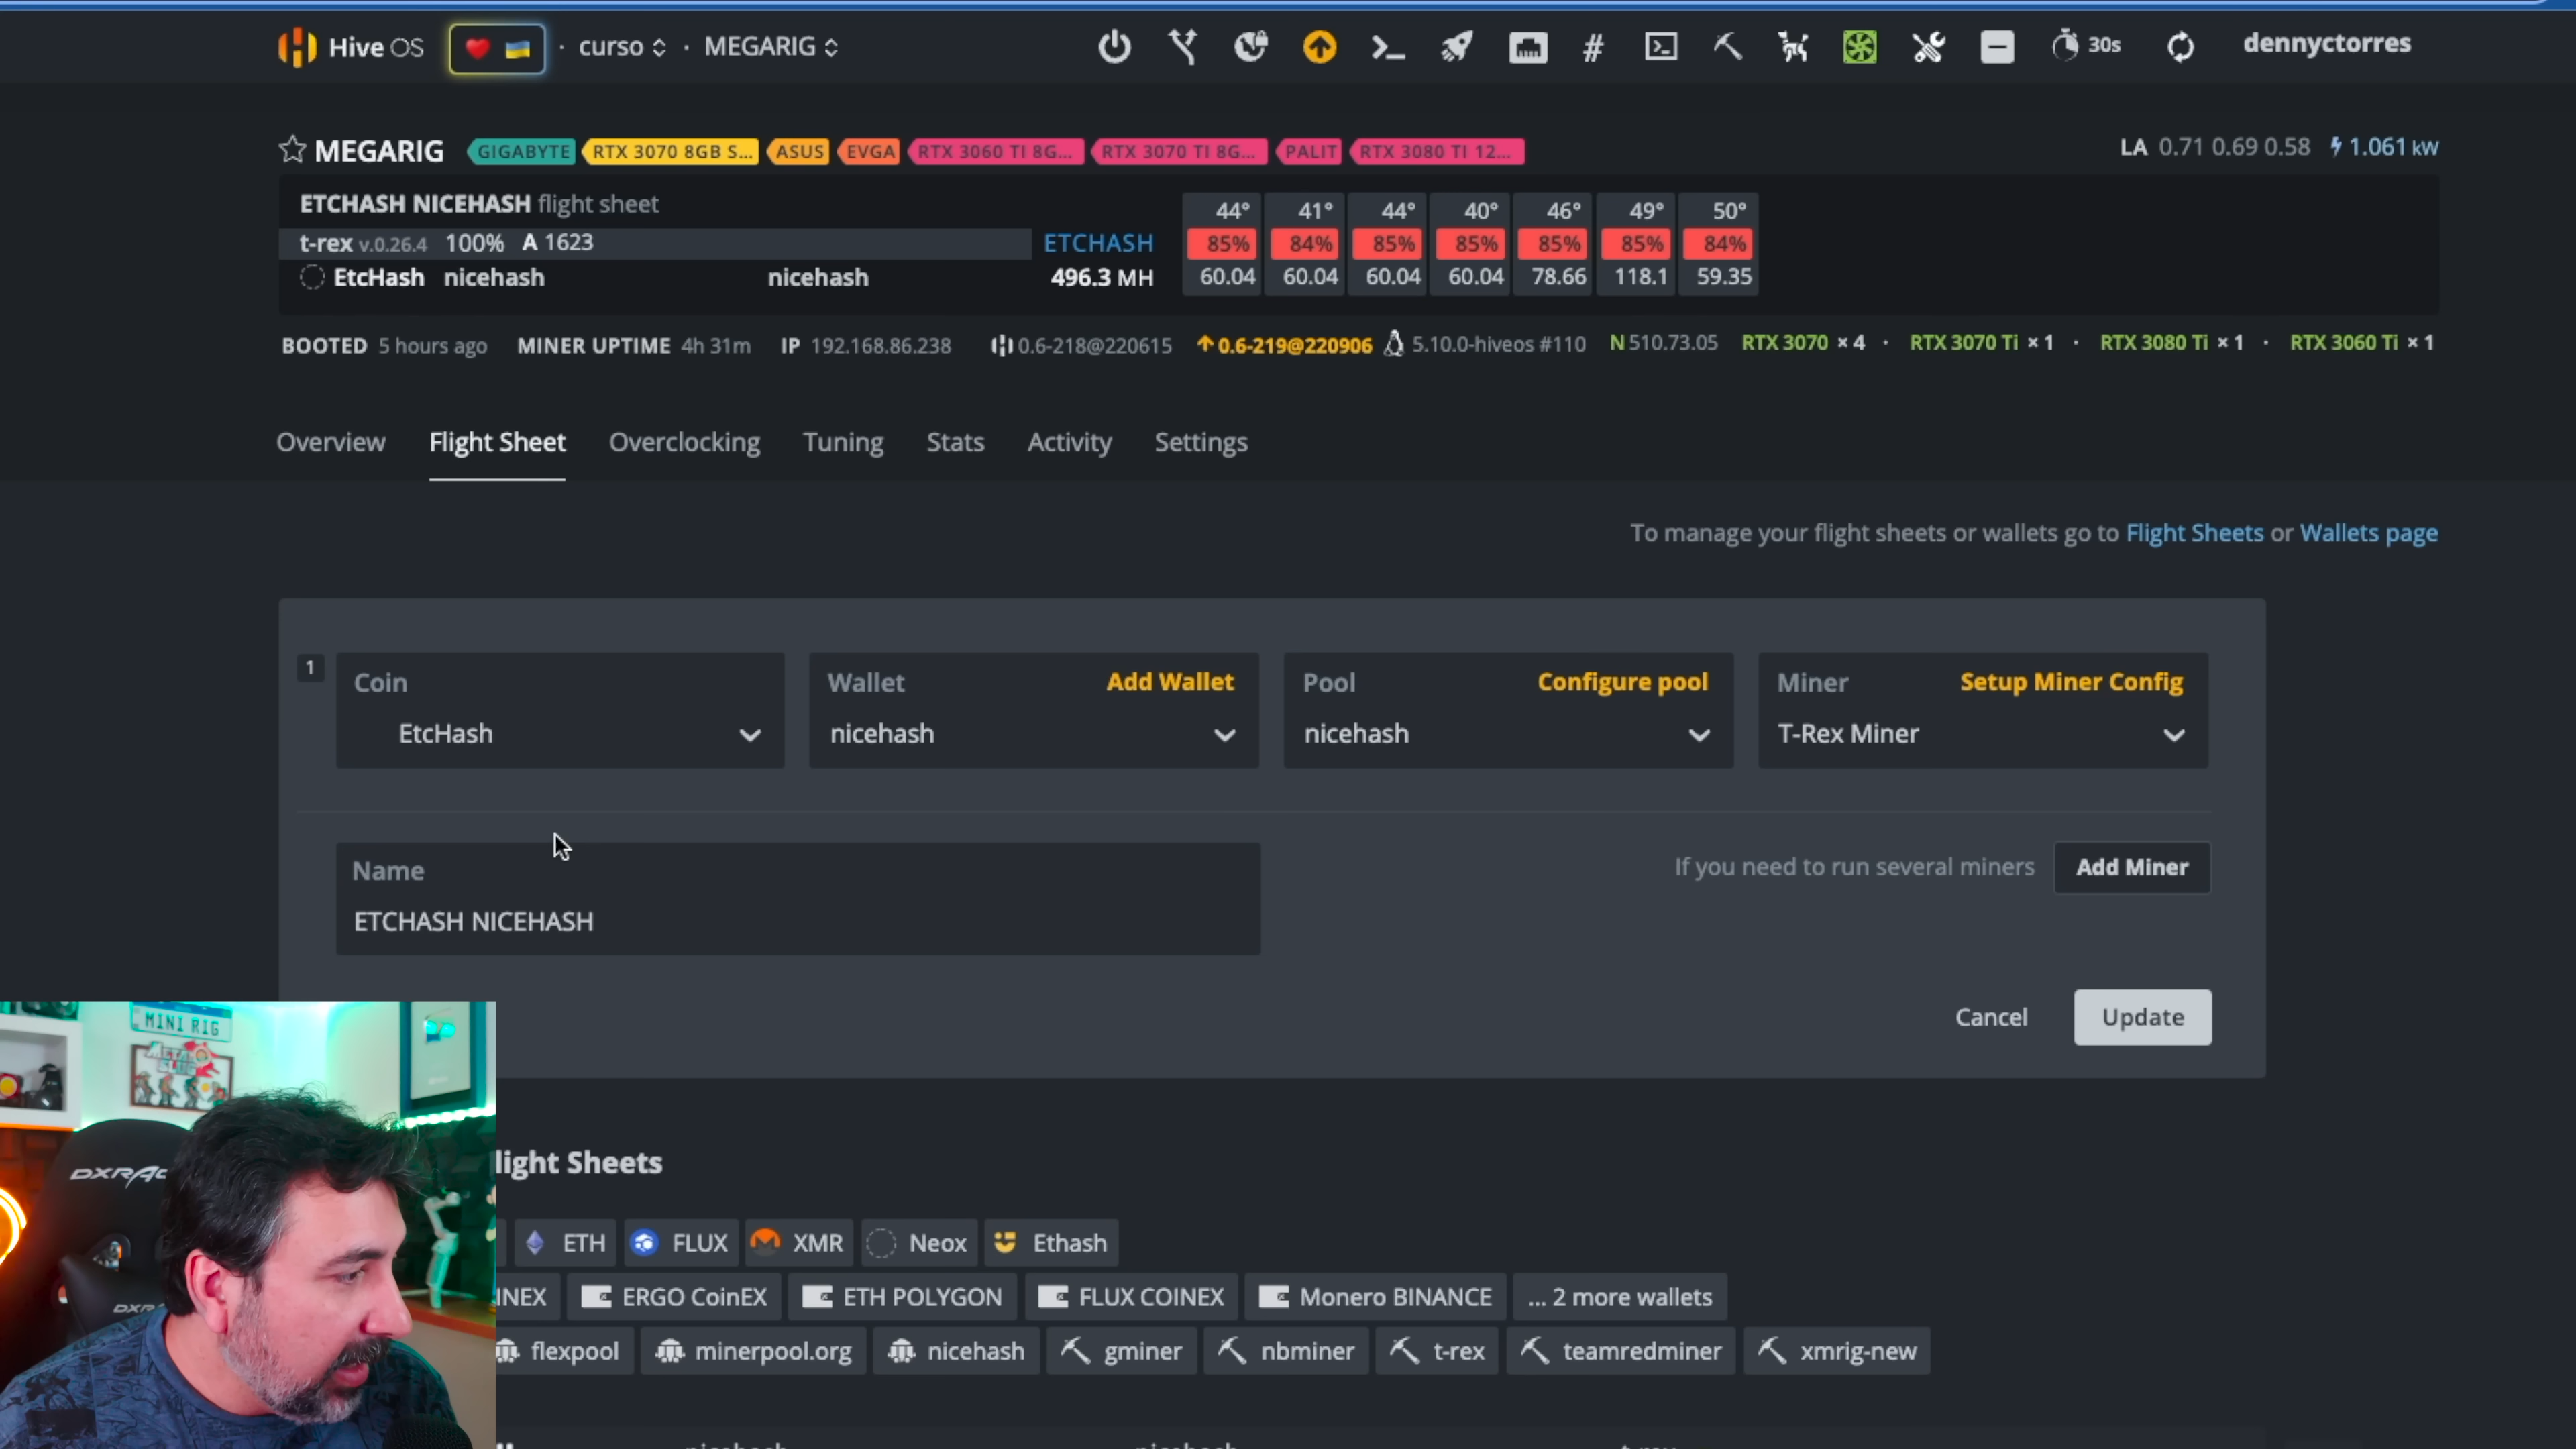 Hive OS · curso · MEGARIG 30s dennyctorres
MEGARIG GIGABYTE RTX 3070 8GB S... ASUS EVGA RTX 3060 TI 8G... RTX 3070 TI 8G... PALIT RTX 3080 TI 12... LA 0.71 0.69 0.58 1.061 kW
ETCHASH NICEHASH flight sheet 44° 41° 44° 40° 46° 49° 50°
t-rex v.0.26.4 100% A 1623 ETCHASH 85% 84% 85% 85% 85% 85% 84%
EtcHash nicehash nicehash 496.3 MH 60.04 60.04 60.04 60.04 78.66 118.1 59.35
BOOTED 5 hours ago MINER UPTIME 4h 31m IP 192.168.86.238 0.6-218@220615 0.6-219@220906 5.10.0-hiveos #110 N 510.73.05 RTX 3070 × 4 · RTX 3070 Ti × 1 · RTX 3080 Ti × 1 · RTX 3060 Ti × 1
Overview Flight Sheet Overclocking Tuning Stats Activity Settings
To manage your flight sheets or wallets go to Flight Sheets or Wallets page
1 Coin Wallet Add Wallet Pool Configure pool Miner Setup Miner Config
EtcHash nicehash nicehash T-Rex Miner
Name If you need to run several miners Add Miner
ETCHASH NICEHASH
Cancel Update
MINI RIG
light Sheets
ETH FLUX XMR Neox Ethash
INEX ERGO CoinEX ETH POLYGON FLUX COINEX Monero BINANCE ... 2 more wallets
flexpool minerpool.org nicehash gminer nbminer t-rex teamredminer xmrig-new